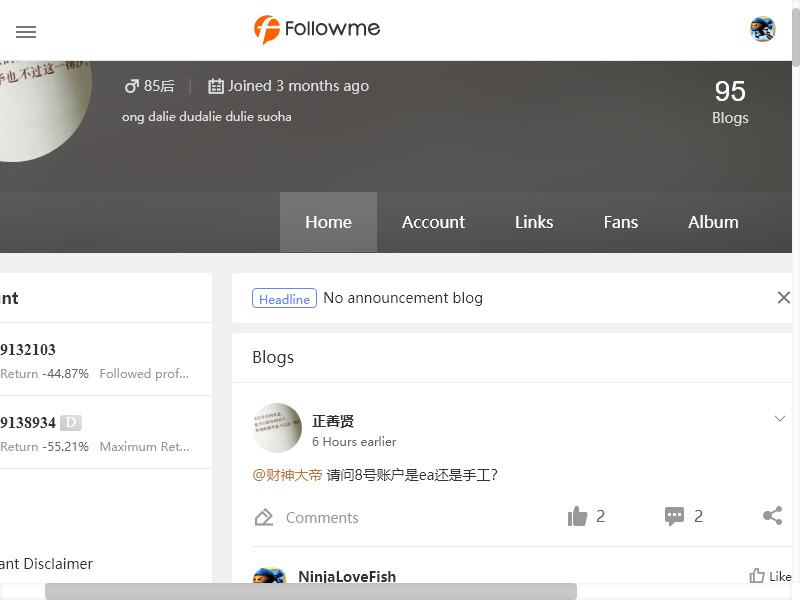 Followme
85后 | Joined 3 months ago
ong dalie dudalie dulie suoha
95
Blogs
Home
Account
Links
Fans
Album
nt
9132103
Return -44.87% Followed prof...
9138934 D
Return -55.21% Maximum Ret...
ant Disclaimer
Headline No announcement blog
Blogs
正善贤
6 Hours earlier
@财神大帝 请问8号账户是ea还是手工?
Comments
2
2
NinjaLoveFish
Like